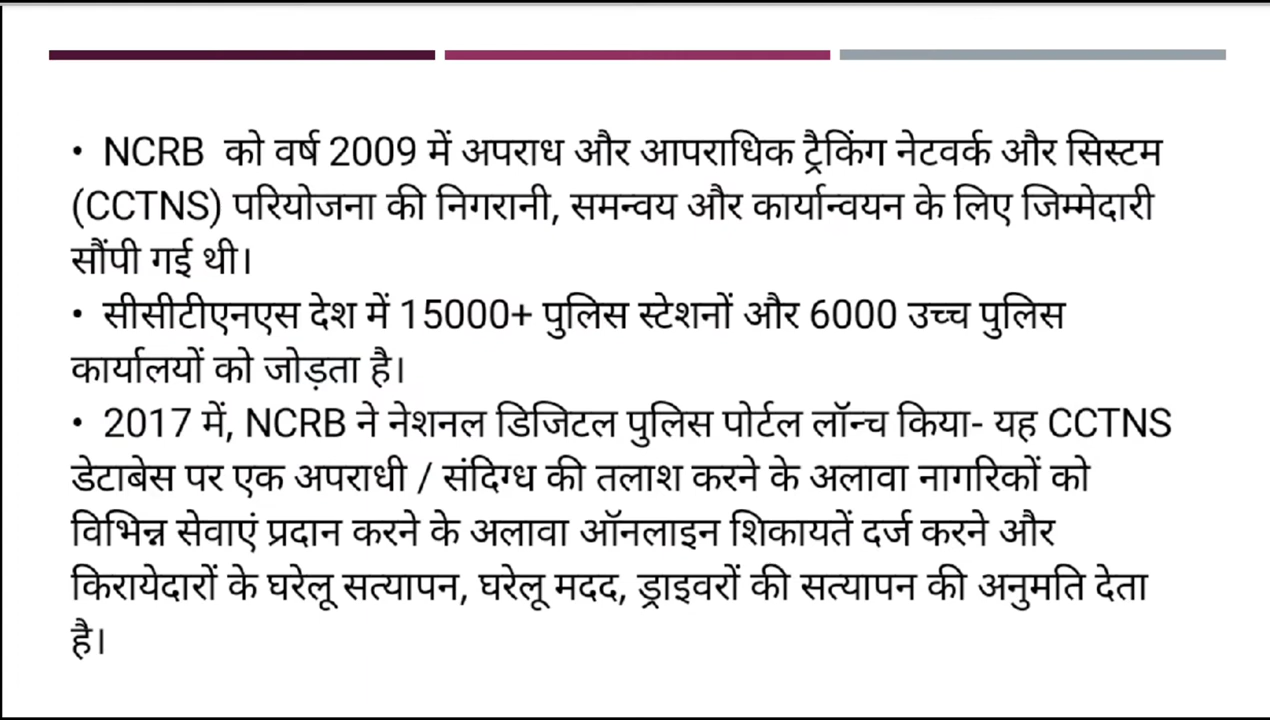 • NCRB को वर्ष 2009 में अपराध और आपराधिक ट्रैकिंग नेटवर्क और सिस्टम
(CCTNS) परियोजना की निगरानी, समन्वय और कार्यान्वयन के लिए जिम्मेदारी
सौंपी गई थी।
• सीसीटीएनएस देश में 15000+ पुलिस स्टेशनों और 6000 उच्च पुलिस
कार्यालयों को जोड़ता है।
• 2017 में, NCRB ने नेशनल डिजिटल पुलिस पोर्टल लॉन्च किया- यह CCTNS
डेटाबेस पर एक अपराधी / संदिग्ध की तलाश करने के अलावा नागरिकों को
विभिन्न सेवाएं प्रदान करने के अलावा ऑनलाइन शिकायतें दर्ज करने और
किरायेदारों के घरेलू सत्यापन, घरेलू मदद, ड्राइवरों की सत्यापन की अनुमति देता
है।